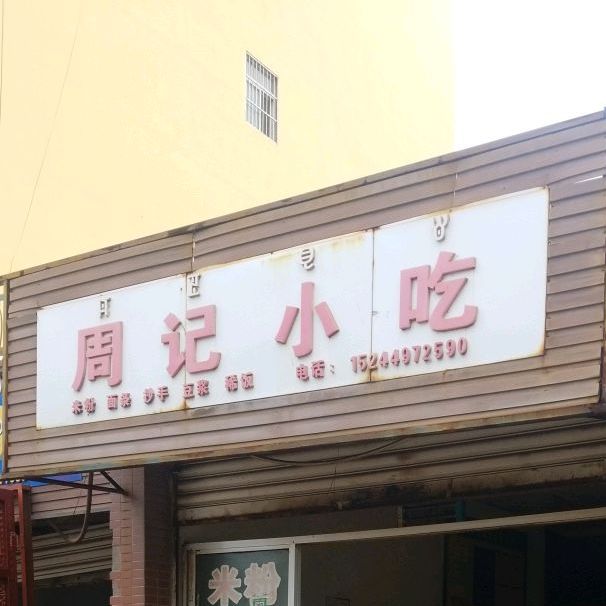 周记小吃
米粉 面条 抄手 豆浆 稀饭 电话:15244972590
米粉